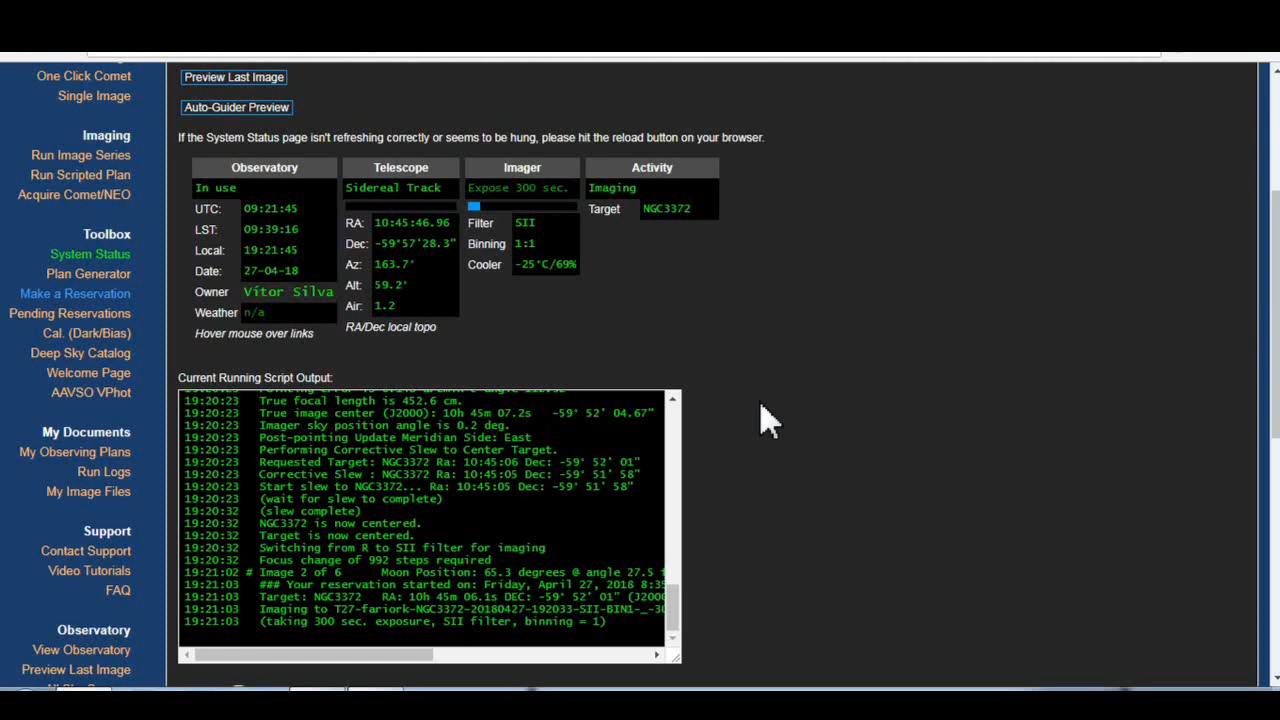 One Click Comet
Single Image
Imaging
Run Image Series
Run Scripted Plan
Acquire Comet/NEO
Toolbox
System Status
Plan Generator
Make a Reservation
Pending Reservations
Cal. (Dark/Bias)
Deep Sky Catalog
Welcome Page
AAVSO VPhot
My Documents
My Observing Plans
Run Logs
My Image Files
Support
Contact Support
Video Tutorials
FAQ
Observatory
View Observatory
Preview Last Image
Preview Last Image
Auto-Guider Preview
If the System Status page isn't refreshing correctly or seems to be hung, please hit the reload button on your browser.
Observatory
In use
UTC: 09:21:45
LST: 09:39:16
Local: 19:21:45
Date: 27-04-18
Owner Vítor Silva
Weather n/a
Hover mouse over links
Telescope
Sidereal Track
RA: 10:45:46.96
Dec: -59°57'28.3"
Az: 163.7°
Alt: 59.2°
Air: 1.2
RA/Dec local topo
Imager
Expose 300 sec.
Filter SII
Binning 1:1
Cooler -25°C/69%
Activity
Imaging
Target NGC3372
Current Running Script Output:
19:20:23 True focal length is 452.6 cm.
19:20:23 True image center (J2000): 10h 45m 07.2s -59° 52' 04.67"
19:20:23 Imager sky position angle is 0.2 deg.
19:20:23 Post-pointing Update Meridian Side: East
19:20:23 Performing Corrective Slew to Center Target.
19:20:23 Requested Target: NGC3372 Ra: 10:45:06 Dec: -59° 52' 01"
19:20:23 Corrective Slew : NGC3372 Ra: 10:45:05 Dec: -59° 51' 58"
19:20:23 Start slew to NGC3372... Ra: 10:45:05 Dec: -59° 51' 58"
19:20:23 (wait for slew to complete)
19:20:32 (slew complete)
19:20:32 NGC3372 is now centered.
19:20:32 Target is now centered.
19:20:32 Switching from R to SII filter for imaging
19:20:32 Focus change of 992 steps required
19:21:02 # Image 2 of 6 Moon Position: 65.3 degrees @ angle 27.5
19:21:03 ### Your reservation started on: Friday, April 27, 2018 8:35
19:21:03 Target: NGC3372 RA: 10h 45m 06.1s DEC: -59° 52' 01" (J2000
19:21:03 Imaging to T27-fariork-NGC3372-20180427-192033-SII-BIN1-_-30
19:21:03 (taking 300 sec. exposure, SII filter, binning = 1)